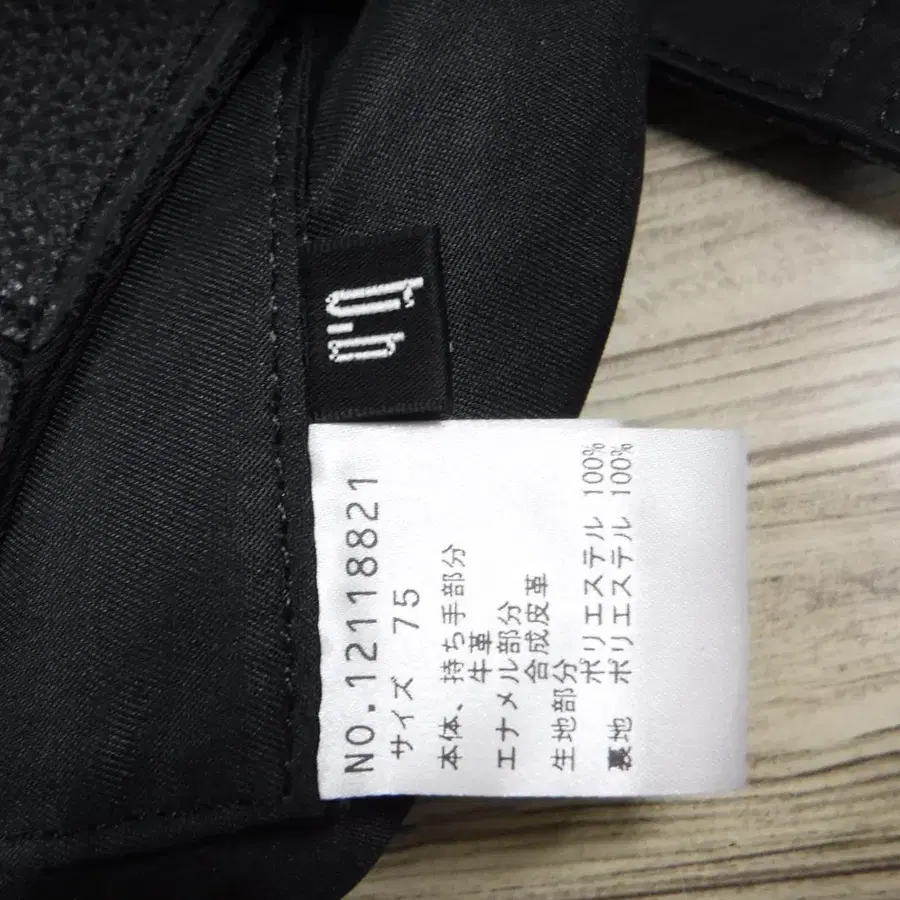 NO.12118821
サイズ 75
本体、持ち手部分
牛革
エナメル部分
合成皮革
生地部分
ポリエステル 100%
裏地 ポリエステル 100%